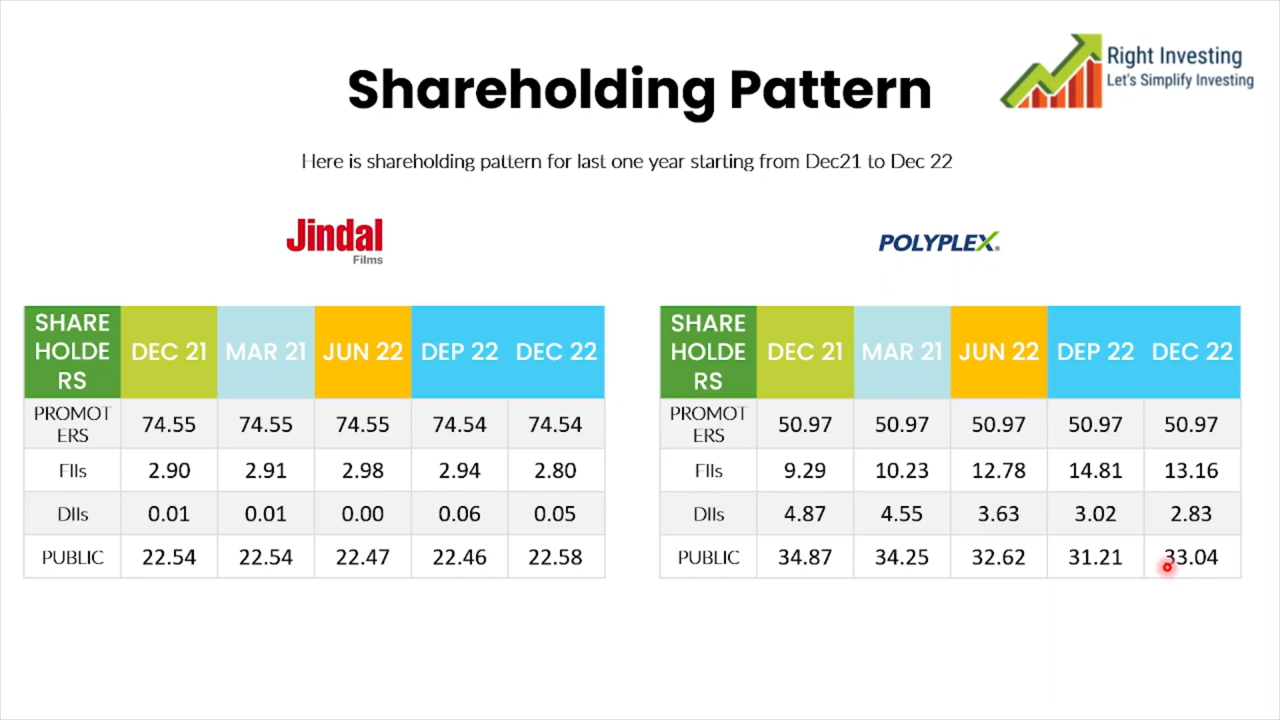 Right Investing
Let's Simplify Investing
Shareholding Pattern
Here is shareholding pattern for last one year starting from Dec21 to Dec 22
Jindal
Films
SHARE
HOLDE
RS
DEC 21
MAR 21
JUN 22
DEP 22
DEC 22
PROMOT
ERS
74.55
74.55
74.55
74.54
74.54
FIIs
2.90
2.91
2.98
2.94
2.80
DIIs
0.01
0.01
0.00
0.06
0.05
PUBLIC
22.54
22.54
22.47
22.46
22.58
POLYPLEX®
SHARE
HOLDE
RS
DEC 21
MAR 21
JUN 22
DEP 22
DEC 22
PROMOT
ERS
50.97
50.97
50.97
50.97
50.97
FIIs
9.29
10.23
12.78
14.81
13.16
DIIs
4.87
4.55
3.63
3.02
2.83
PUBLIC
34.87
34.25
32.62
31.21
33.04